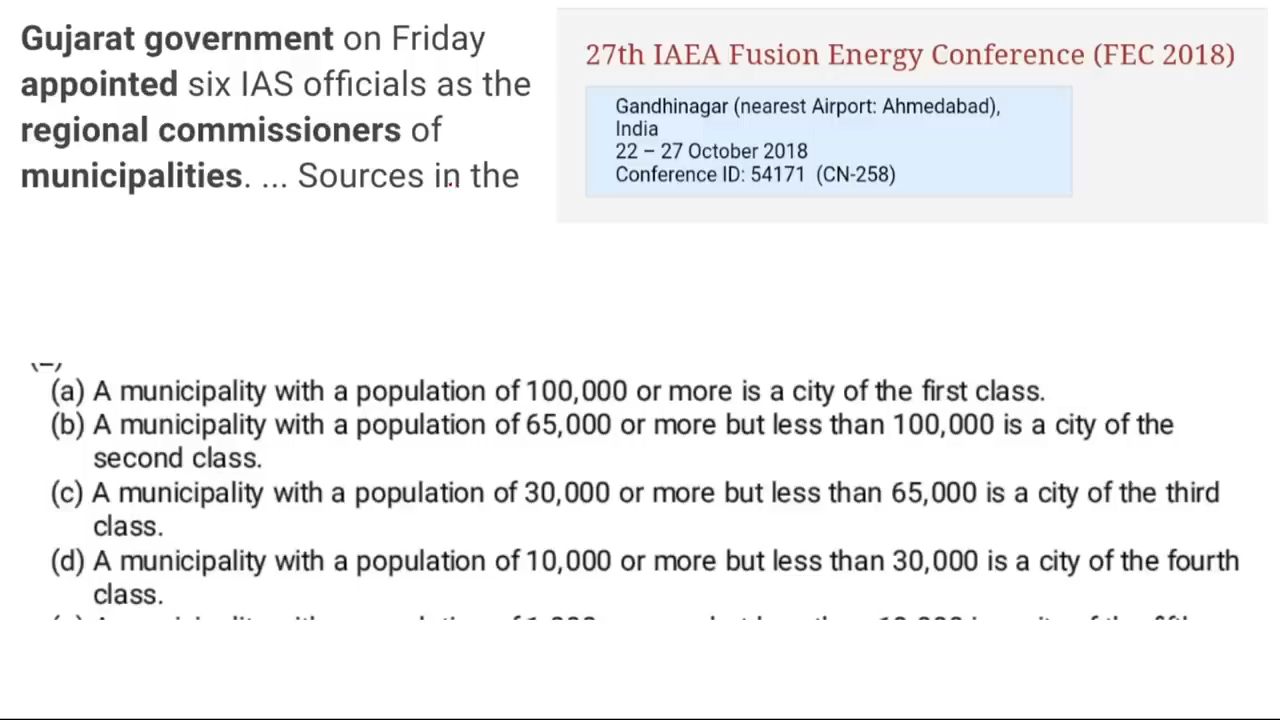 Gujarat government on Friday
appointed six IAS officials as the
regional commissioners of
municipalities. ... Sources in the
27th IAEA Fusion Energy Conference (FEC 2018)
Gandhinagar (nearest Airport: Ahmedabad),
India
22 – 27 October 2018
Conference ID: 54171 (CN-258)
(a) A municipality with a population of 100,000 or more is a city of the first class.
(b) A municipality with a population of 65,000 or more but less than 100,000 is a city of the
second class.
(c) A municipality with a population of 30,000 or more but less than 65,000 is a city of the third
class.
(d) A municipality with a population of 10,000 or more but less than 30,000 is a city of the fourth
class.